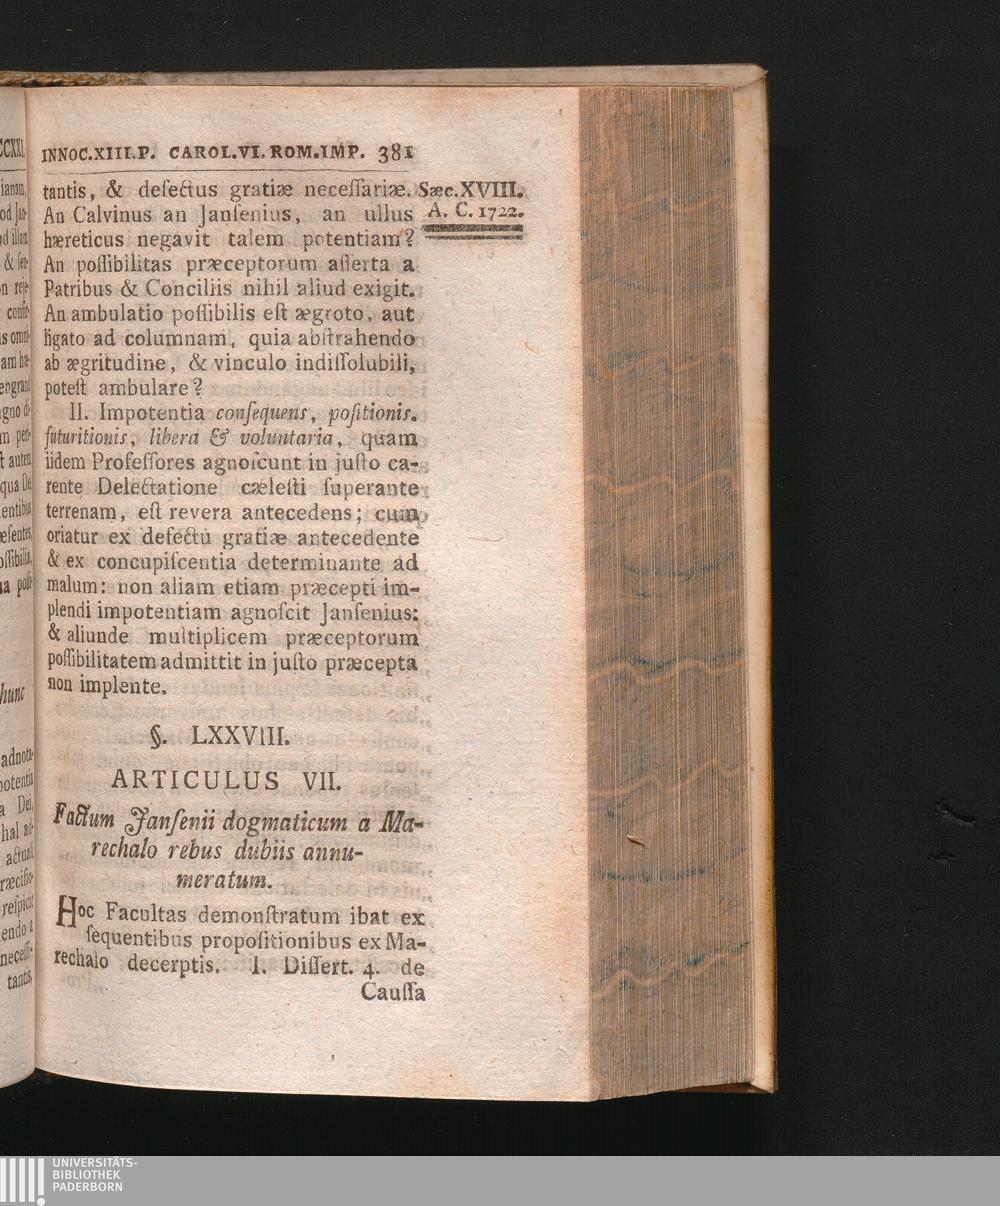 INNOC.XIII.P. CAROL.VI. ROM.IMP. 381
tantis, & defectus gratiæ neceſſariæ.
Sæc.XVIII.
A. C. 1722.
An Calvinus an Janſenius, an ullus
hæreticus negavit talem potentiam?
An poſſibilitas præceptorum aſſerta a
Patribus & Conciliis nihil aliud exigit.
An ambulatio poſſibilis eſt ægroto, aut
ligato ad columnam, quia abſtrahendo
ab ægritudine, & vinculo indiſſolubili,
poteſt ambulare?
II. Impotentia conſequens, poſitionis.
futuritionis, libera & voluntaria, quam
iidem Profeſſores agnoſcunt in juſto ca-
rente Delectatione cæleſti ſuperante
terrenam, eſt revera antecedens; cum
oriatur ex defectu gratiæ antecedente
& ex concupiſcentia determinante ad
malum: non aliam etiam præcepti im-
plendi impotentiam agnoſcit Janſenius:
& aliunde multiplicem præceptorum
poſſibilitatem admittit in juſto præcepta
non implente.
§. LXXVIII.
ARTICULUS VII.
Factum Janſenii dogmaticum a Ma-
rechalo rebus dubiis annu-
meratum.
Hoc Facultas demonſtratum ibat ex
ſequentibus propoſitionibus ex Ma-
rechalo decerptis. I. Diſſert. 4. de
Cauſſa
UNIVERSITÄTS-
BIBLIOTHEK
PADERBORN